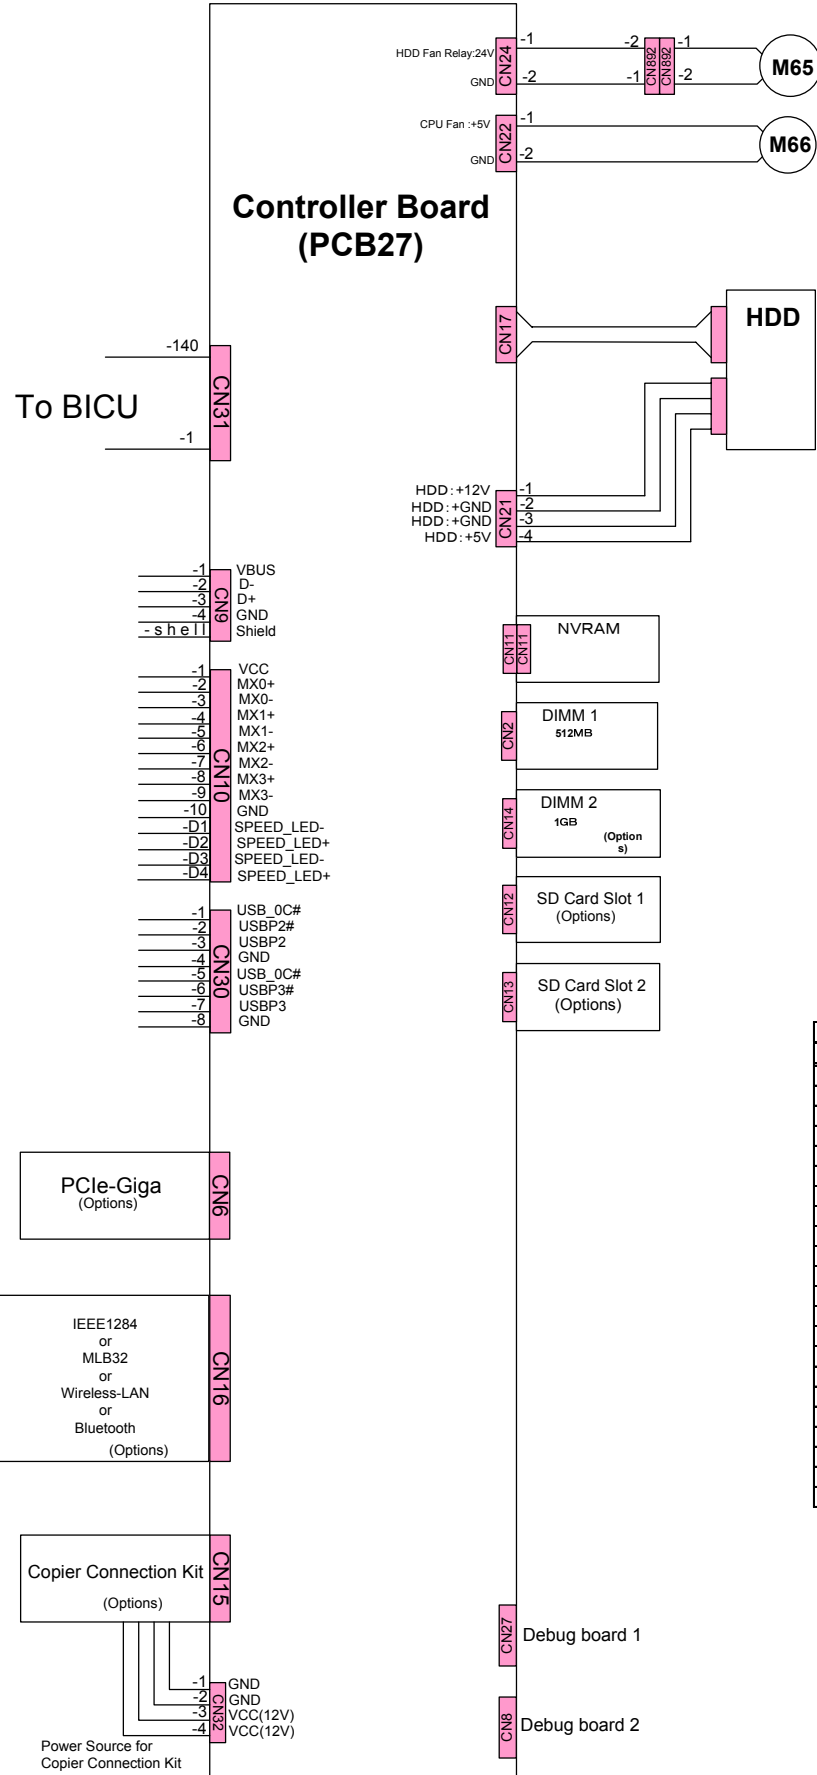 HDD Fan Relay:24V
GND
CN24
-1
-2
-2
-1
CN892
CN892
-1
-2
M65
CPU Fan :+5V
GND
CN22
-1
-2
M66
Controller Board
(PCB27)
CN17
HDD
-140
-1
To BICU
CN31
HDD:+12V
HDD:+GND
HDD:+GND
HDD:+5V
CN21
-1
-2
-3
-4
-1 VBUS
-2 D-
-3 D+
-4 GND
-shell Shield
CN9
CN11
CN11
NVRAM
-1 VCC
-2 MX0+
-3 MX0-
-4 MX1+
-5 MX1-
-6 MX2+
-7 MX2-
-8 MX3+
-9 MX3-
-10 GND
-D1 SPEED_LED-
-D2 SPEED_LED+
-D3 SPEED_LED-
-D4 SPEED_LED+
CN10
CN2
DIMM 1
512MB
CN14
DIMM 2
1GB
(Option
s)
CN12
SD Card Slot 1
(Options)
-1 USB_0C#
-2 USBP2#
-3 USBP2
-4 GND
-5 USB_0C#
-6 USBP3#
-7 USBP3
-8 GND
CN30
CN13
SD Card Slot 2
(Options)
PCIe-Giga
(Options)
CN6
IEEE1284
or
MLB32
or
Wireless-LAN
or
Bluetooth
(Options)
CN16
Copier Connection Kit
(Options)
CN15
CN27
Debug board 1
-1 GND
-2 GND
-3 VCC(12V)
-4 VCC(12V)
CN32
Power Source for
Copier Connection Kit
CN8
Debug board 2